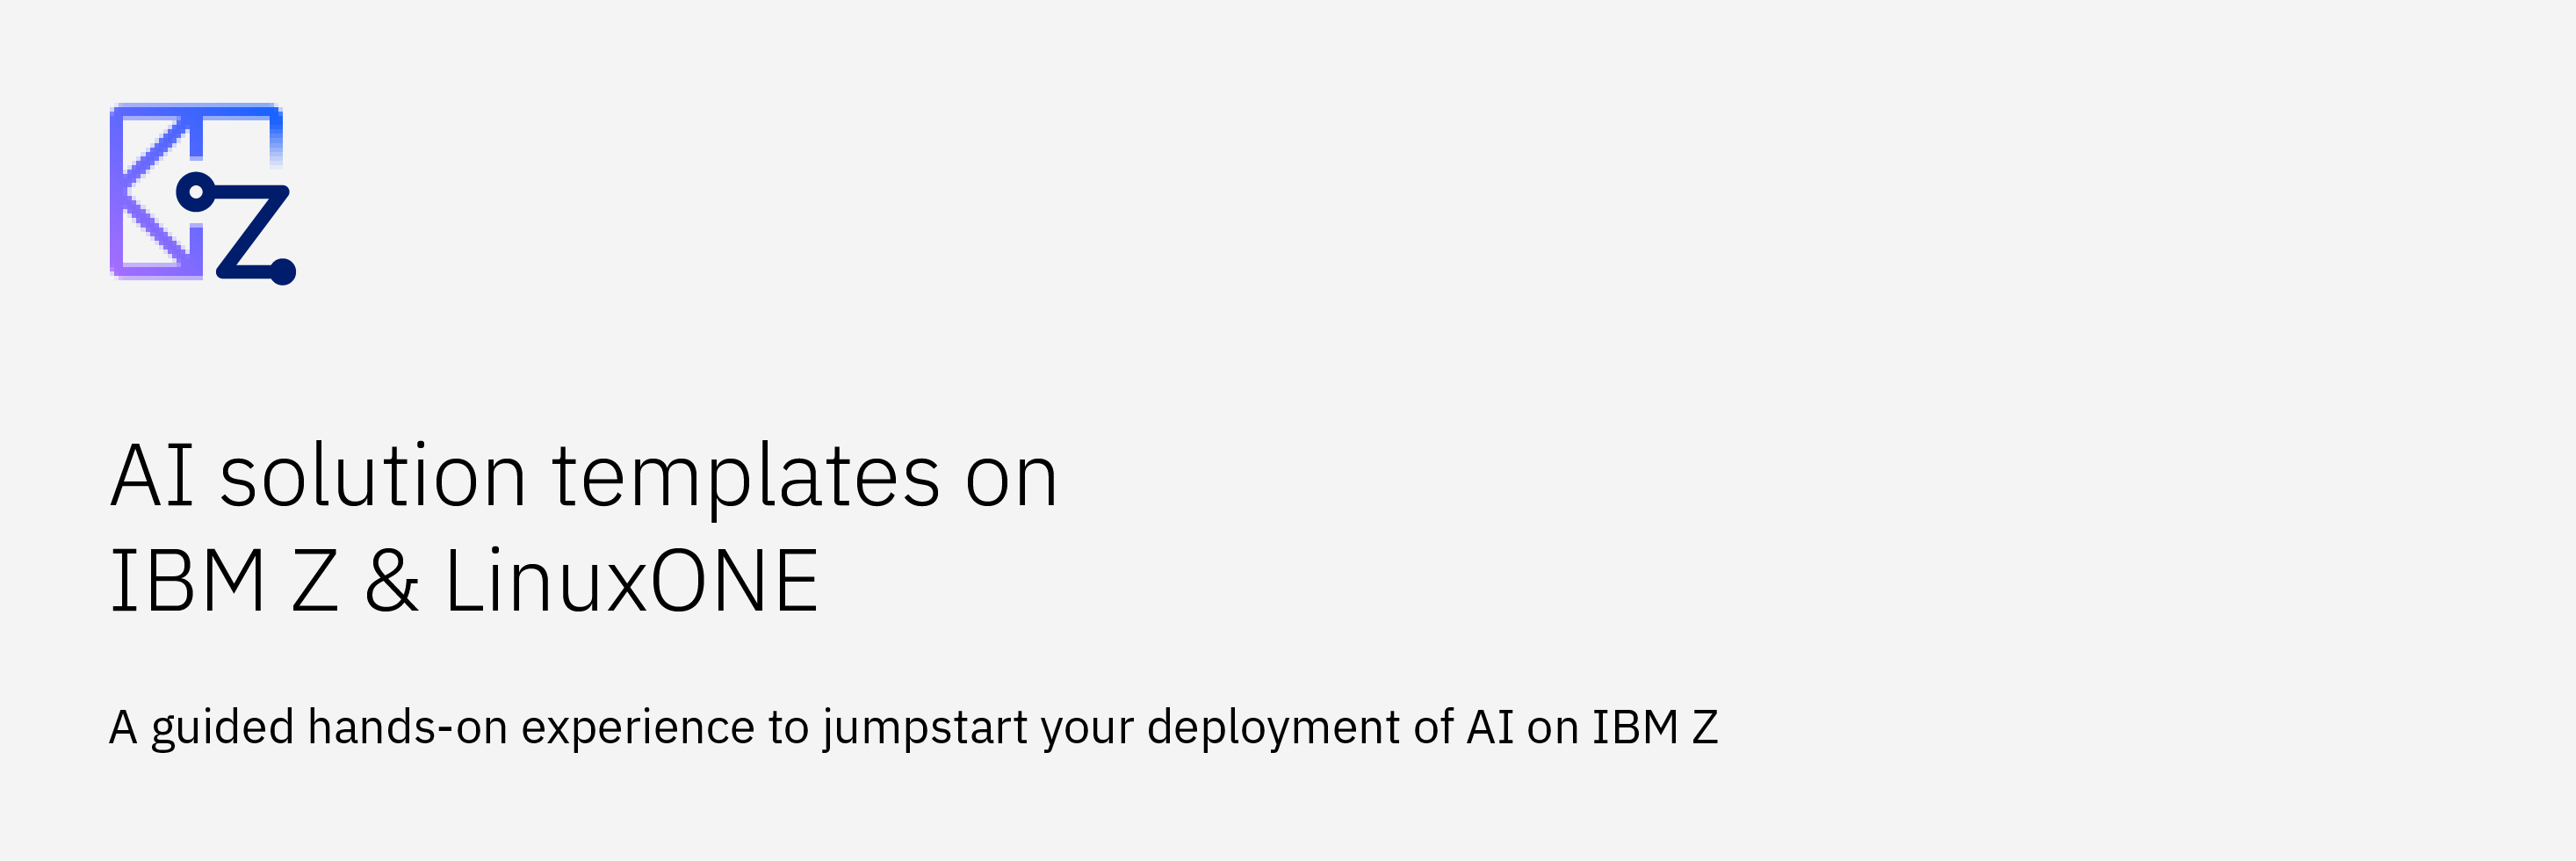 AI solution templates on
IBM Z & LinuxONE
A guided hands-on experience to jumpstart your deployment of AI on IBM Z